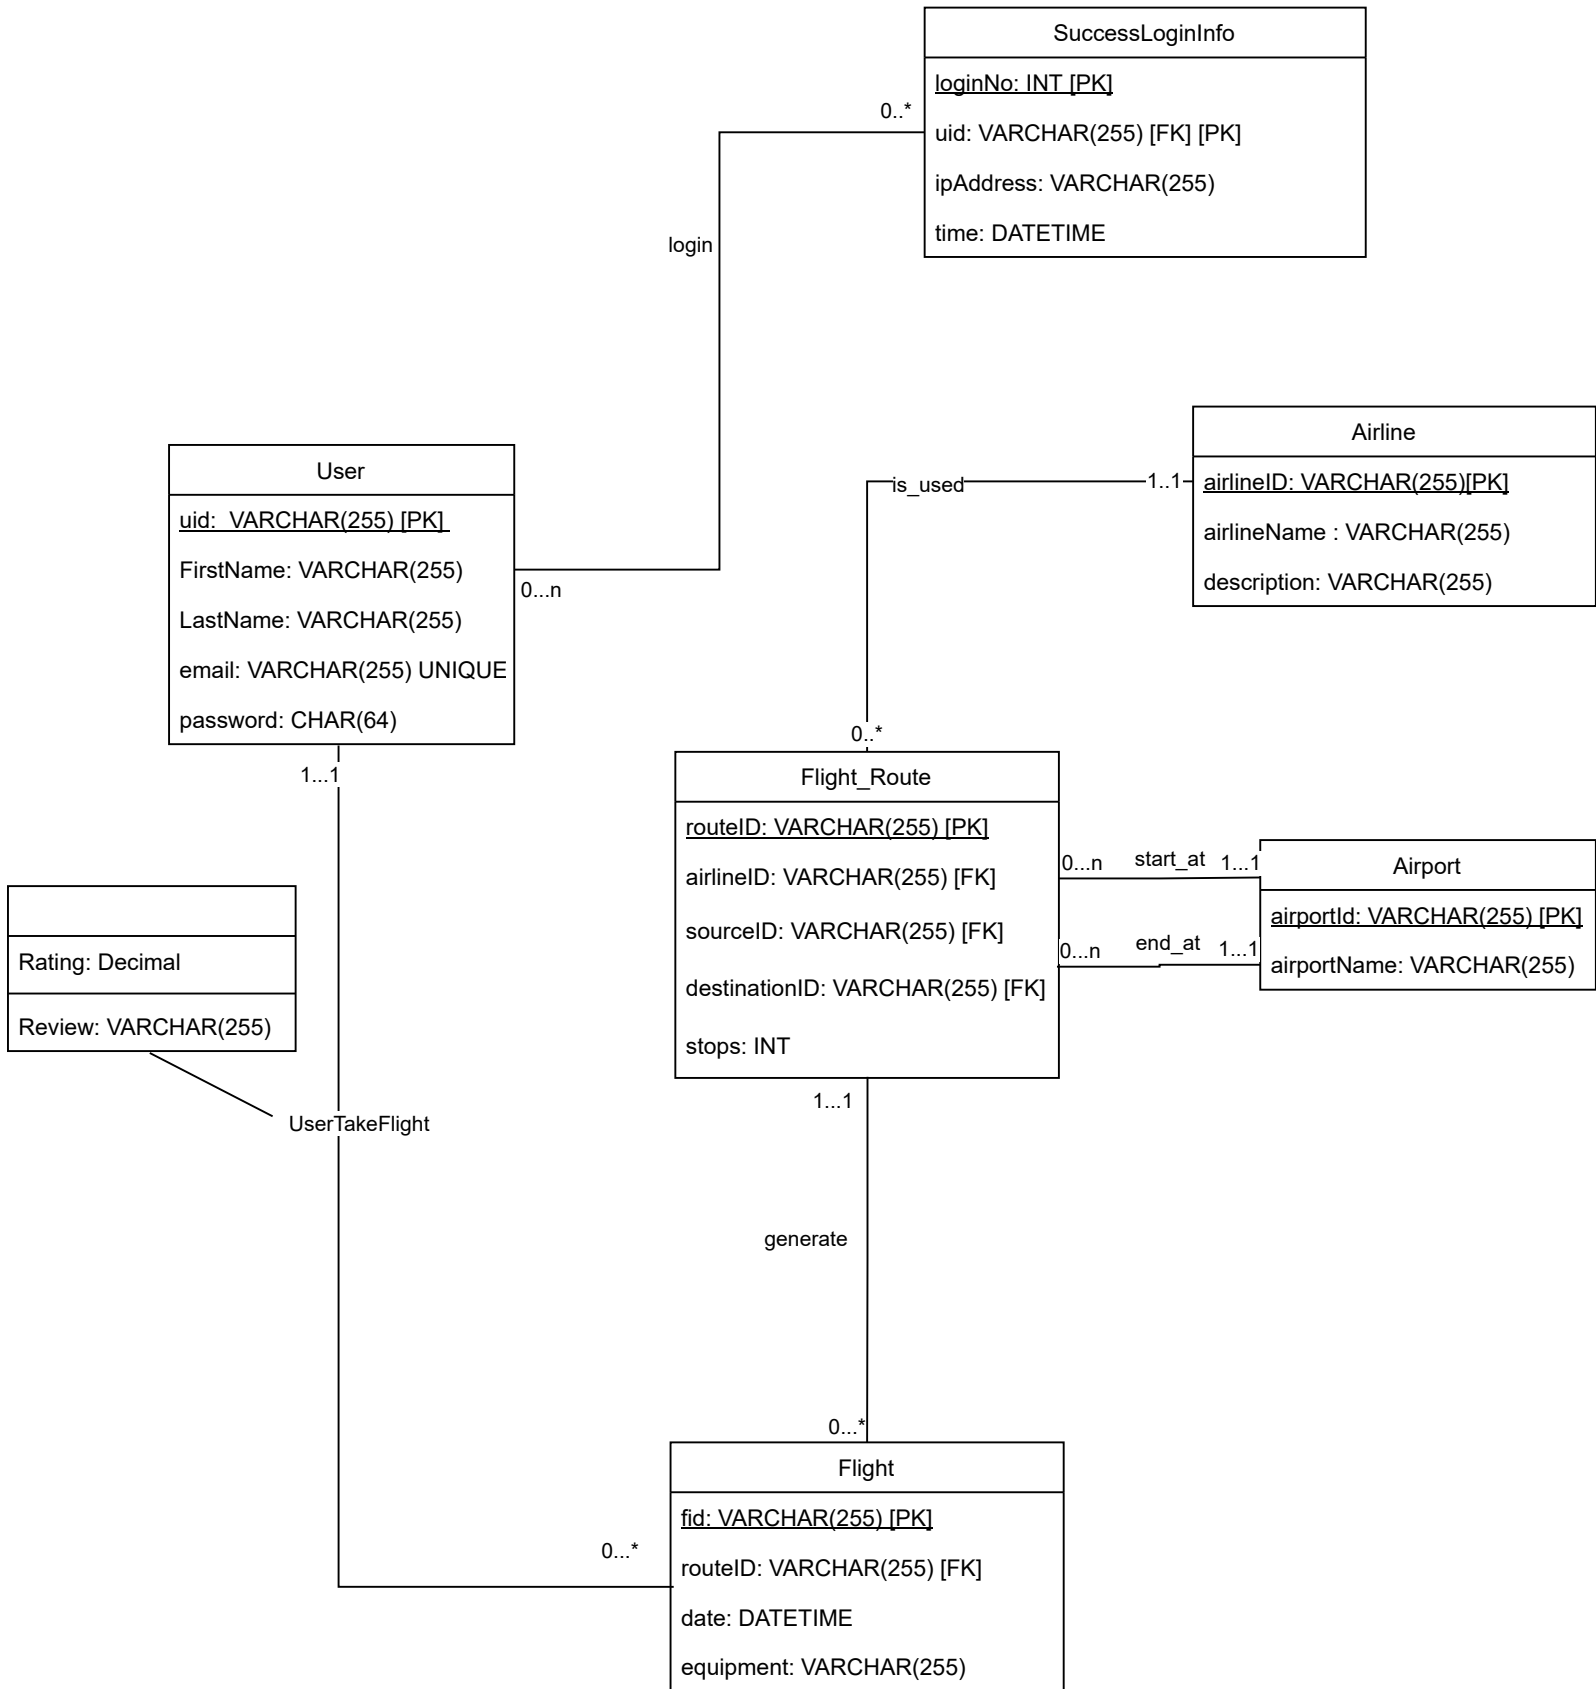 SuccessLoginInfo
loginNo: INT [PK]
uid: VARCHAR(255) [FK] [PK]
ipAddress: VARCHAR(255)
time: DATETIME
0..*
login
0...n
User
uid:  VARCHAR(255) [PK]
FirstName: VARCHAR(255)
LastName: VARCHAR(255)
email: VARCHAR(255) UNIQUE
password: CHAR(64)
1...1
Airline
airlineID: VARCHAR(255)[PK]
airlineName : VARCHAR(255)
description: VARCHAR(255)
is_used
1..1
0..*
Flight_Route
routeID: VARCHAR(255) [PK]
airlineID: VARCHAR(255) [FK]
sourceID: VARCHAR(255) [FK]
destinationID: VARCHAR(255) [FK]
stops: INT
0...n
start_at
1...1
0...n
end_at
1...1
Airport
airportId: VARCHAR(255) [PK]
airportName: VARCHAR(255)
Rating: Decimal
Review: VARCHAR(255)
UserTakeFlight
1...1
generate
0...*
0...*
Flight
fid: VARCHAR(255) [PK]
routeID: VARCHAR(255) [FK]
date: DATETIME
equipment: VARCHAR(255)